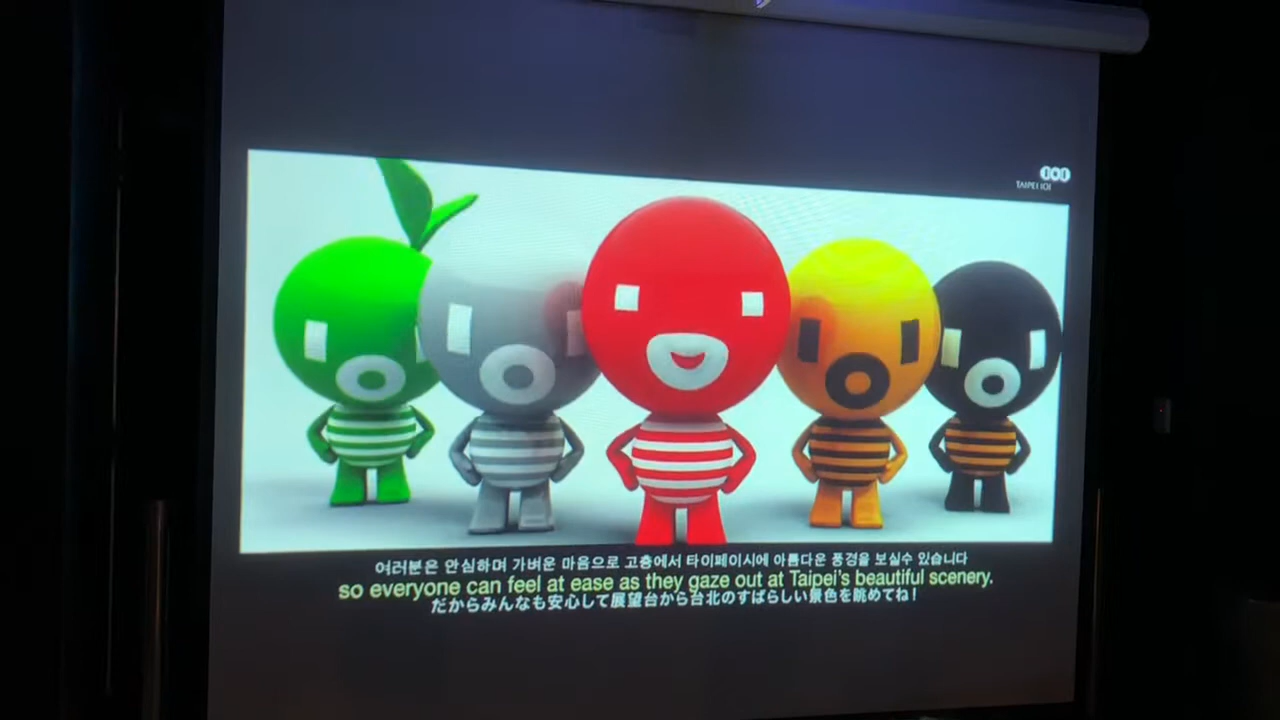 TAIPEI 101
여러분은 안심하며 가벼운 마음으로 고층에서 타이페이시에 아름다운 풍경을 보실수 있습니다
so everyone can feel at ease as they gaze out at Taipei's beautiful scenery.
だからみんなも安心して展望台から台北のすばらしい景色を眺めてね!